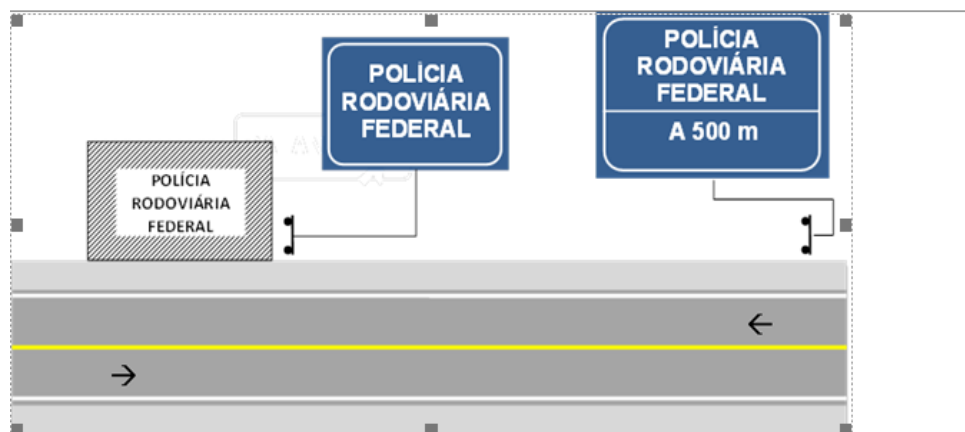 POLÍCIA
RODOVIÁRIA
FEDERAL
A 500 m
POLÍCIA
RODOVIÁRIA
FEDERAL
POLÍCIA
RODOVIÁRIA
FEDERAL